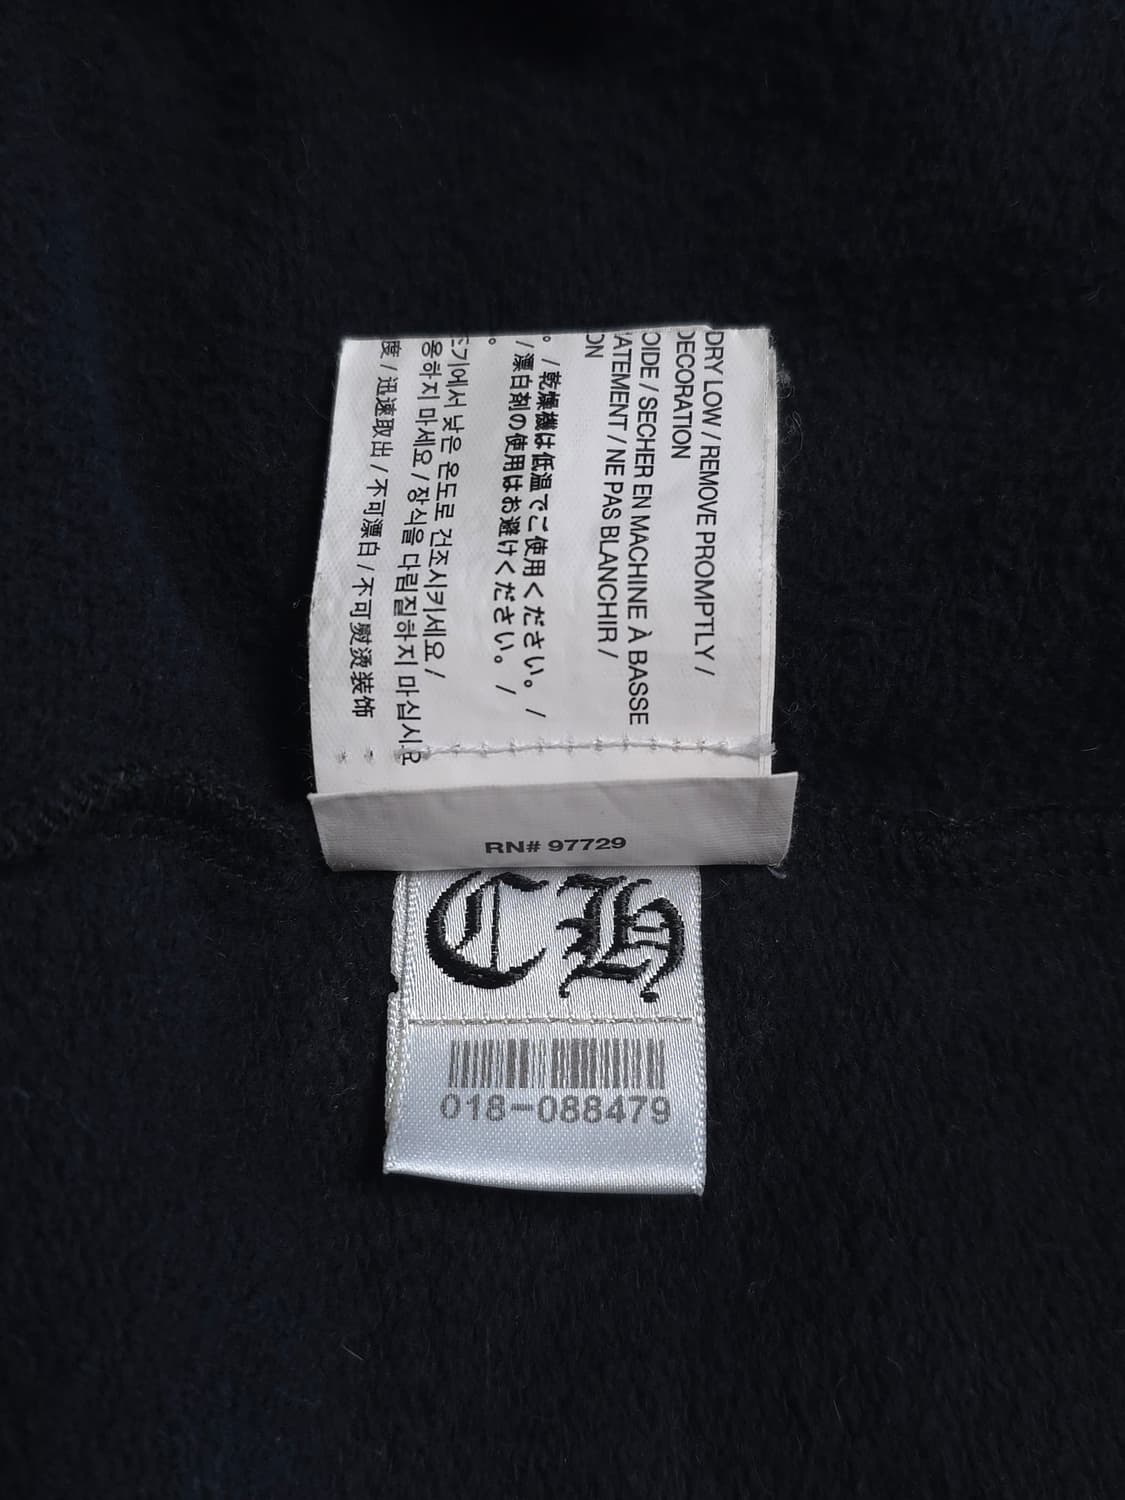 DRY LOW / REMOVE PROMPTLY /
DECORATION
OIDE / SECHER EN MACHINE À BASSE
ATEMENT / NE PAS BLANCHIR /
ON
。 / 乾燥機は低温でご使用ください。 /
/ 漂白剤の使用はお避けください。 /
。
기에서 낮은 온도로 건조시키세요 /
용하지 마세요 / 장식을 다림질하지 마십시요
度 / 迅速取出 / 不可漂白 / 不可熨烫装饰
RN# 97729
CH
018-088479